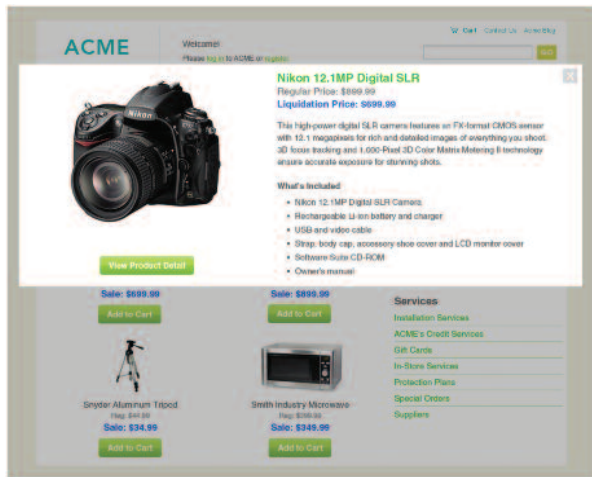 Cart Contact Us Acme Blog
ACME
Welcome!
Please log in to ACME or register.
GO
Nikon 12.1MP Digital SLR
X
Regular Price: $899.99
Liquidation Price: $699.99
Nikon
This high-power digital SLR camera features an FX-format CMOS sensor
with 12.1 megapixels for rich and detailed images of everything you shoot.
3D focus tracking and 1,000-Pixel 3D Color Matrix Metering II technology
ensure accurate exposure for stunning shots.
What's Included
• Nikon 12.1MP Digital SLR Camera
• Rechargeable Li-ion battery and charger
• USB and video cable
• Strap, body cap, accessory shoe cover and LCD monitor cover
• Software Suite CD-ROM
• Owner's manual
View Product Detail
Sale: $699.99
Sale: $899.99
Add to Cart
Add to Cart
Services
Installation Services
ACME's Credit Services
Gift Cards
In-Store Services
Protection Plans
Special Orders
Suppliers
Snyder Aluminum Tripod
Smith Industry Microwave
Sale: $34.99
Sale: $349.99
Add to Cart
Add to Cart